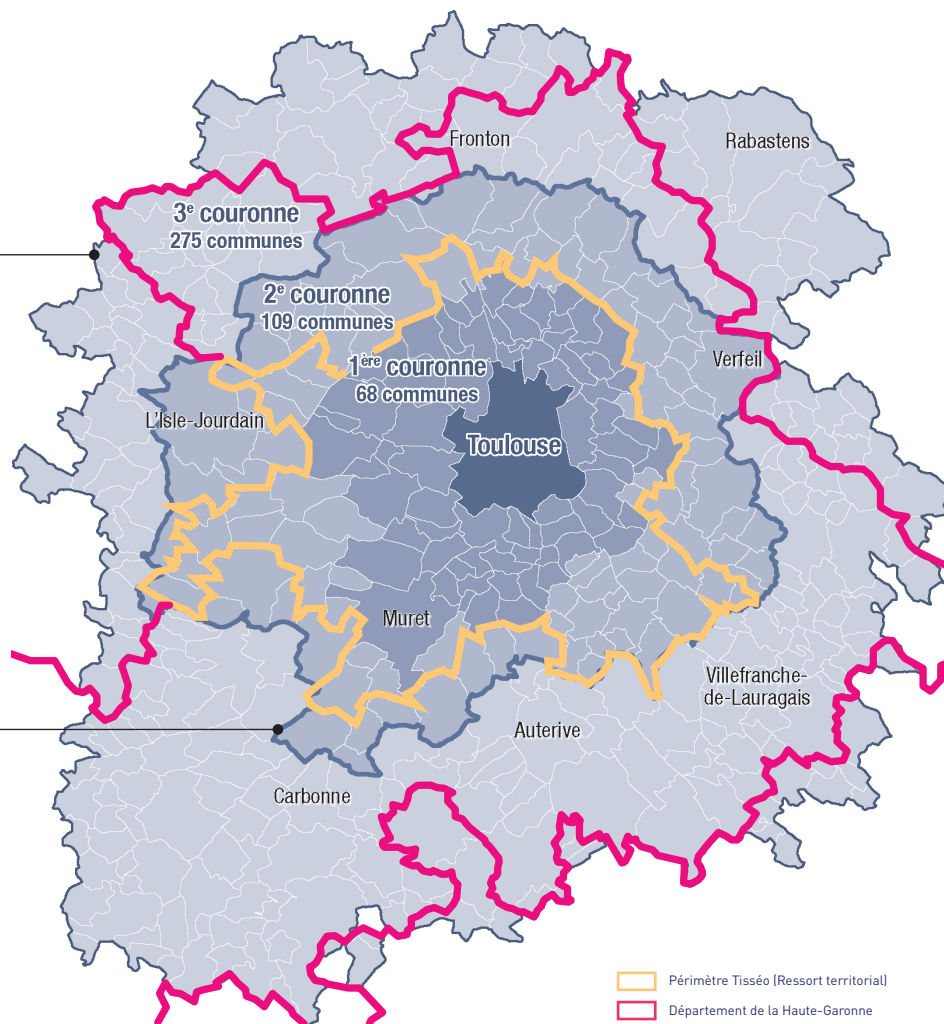 Fronton
Rabastens
3e couronne
275 communes
2e couronne
109 communes
Verfeil
1ère couronne
68 communes
L'Isle-Jourdain
Toulouse
Muret
Villefranche-
de-Lauragais
Auterive
Carbonne
Périmètre Tisséo (Ressort territorial)
Département de la Haute-Garonne